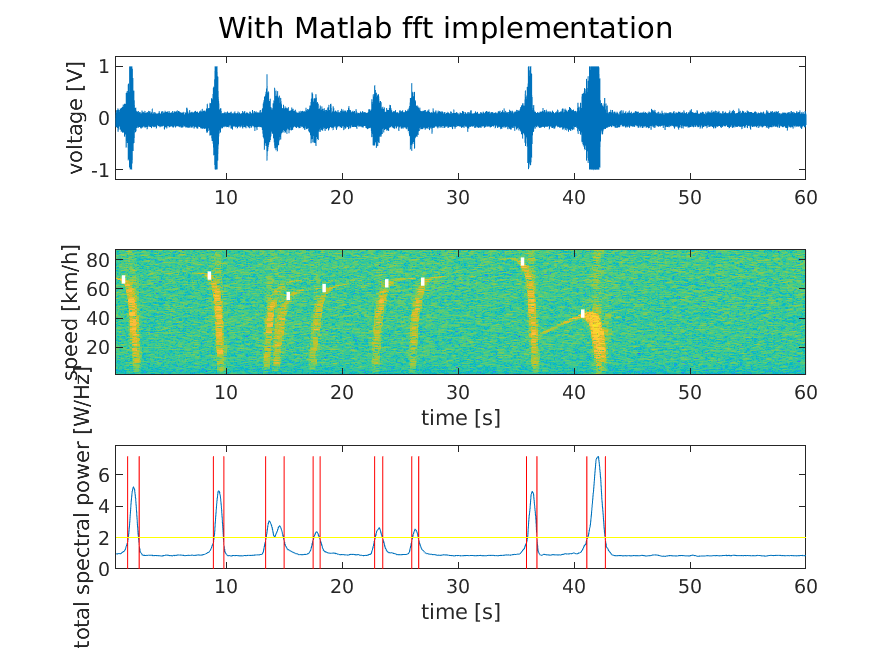 With Matlab fft implementation
voltage [V]
1
0
-1
10 20 30 40 50 60
speed [km/h]
80
60
40
20
10 20 30 40 50 60
time [s]
total spectral power [W/Hz]
6
4
2
0
10 20 30 40 50 60
time [s]